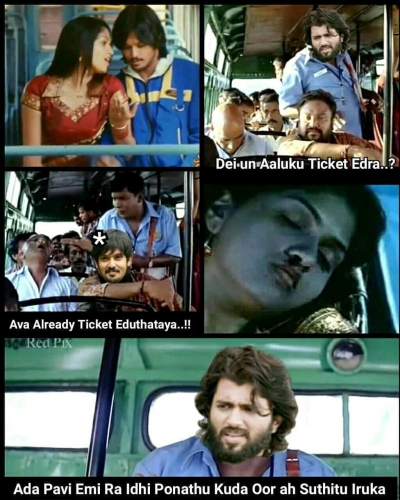 Dei un Aaluku Ticket Edra..?
*
Ava Already Ticket Eduthataya..!!
Red Pix
Ada Pavi Emi Ra Idhi Ponathu Kuda Oor ah Suthitu Iruka